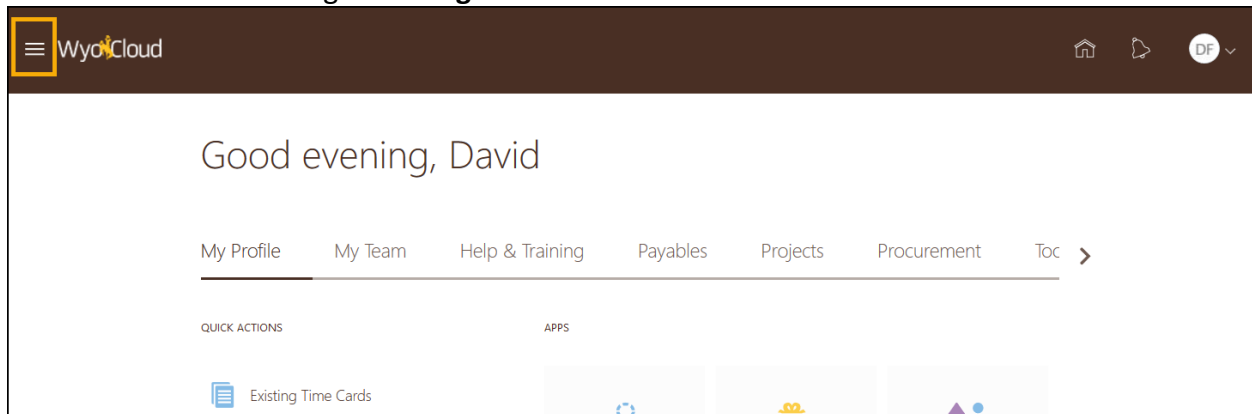 WyoCloud
DF
Good evening, David
My Profile My Team Help & Training Payables Projects Procurement
QUICK ACTIONS APPS
Existing Time Cards